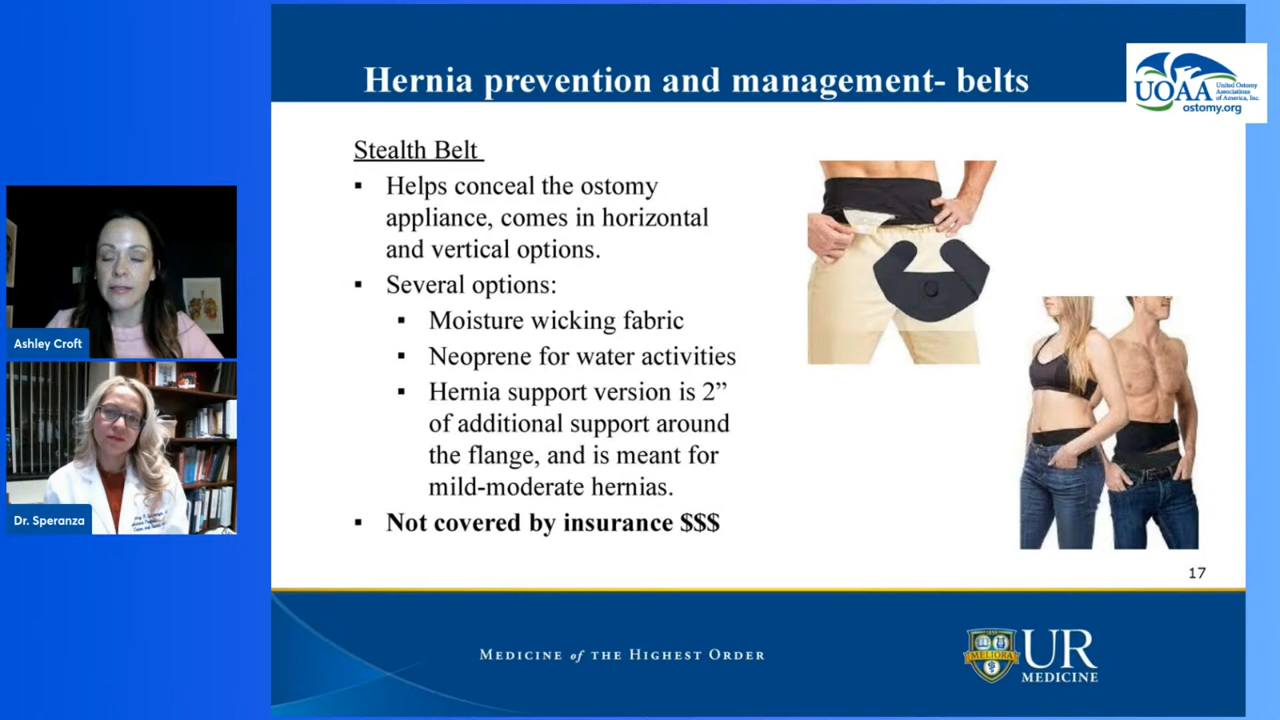 Hernia prevention and management- belts
UOAA
United Ostomy
Associations
of America, Inc.
ostomy.org
Stealth Belt
▪ Helps conceal the ostomy
appliance, comes in horizontal
and vertical options.
▪ Several options:
▪ Moisture wicking fabric
▪ Neoprene for water activities
▪ Hernia support version is 2”
of additional support around
the flange, and is meant for
mild-moderate hernias.
▪ Not covered by insurance $$$
Ashley Croft
Dr. Speranza
17
MEDICINE of THE HIGHEST ORDER
MELIORA
UR
MEDICINE